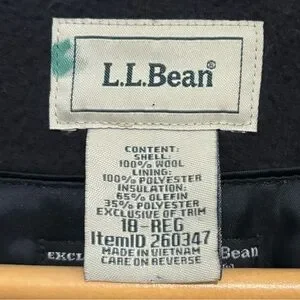 L.L.Bean®
CONTENT:
SHELL:
100% WOOL
LINING:
100% POLYESTER
INSULATION:
65% OLEFIN
35% POLYESTER
EXCLUSIVE OF TRIM
18-REG
ItemID 260347
MADE IN VIETNAM
CARE ON REVERSE
EXCL
Bean